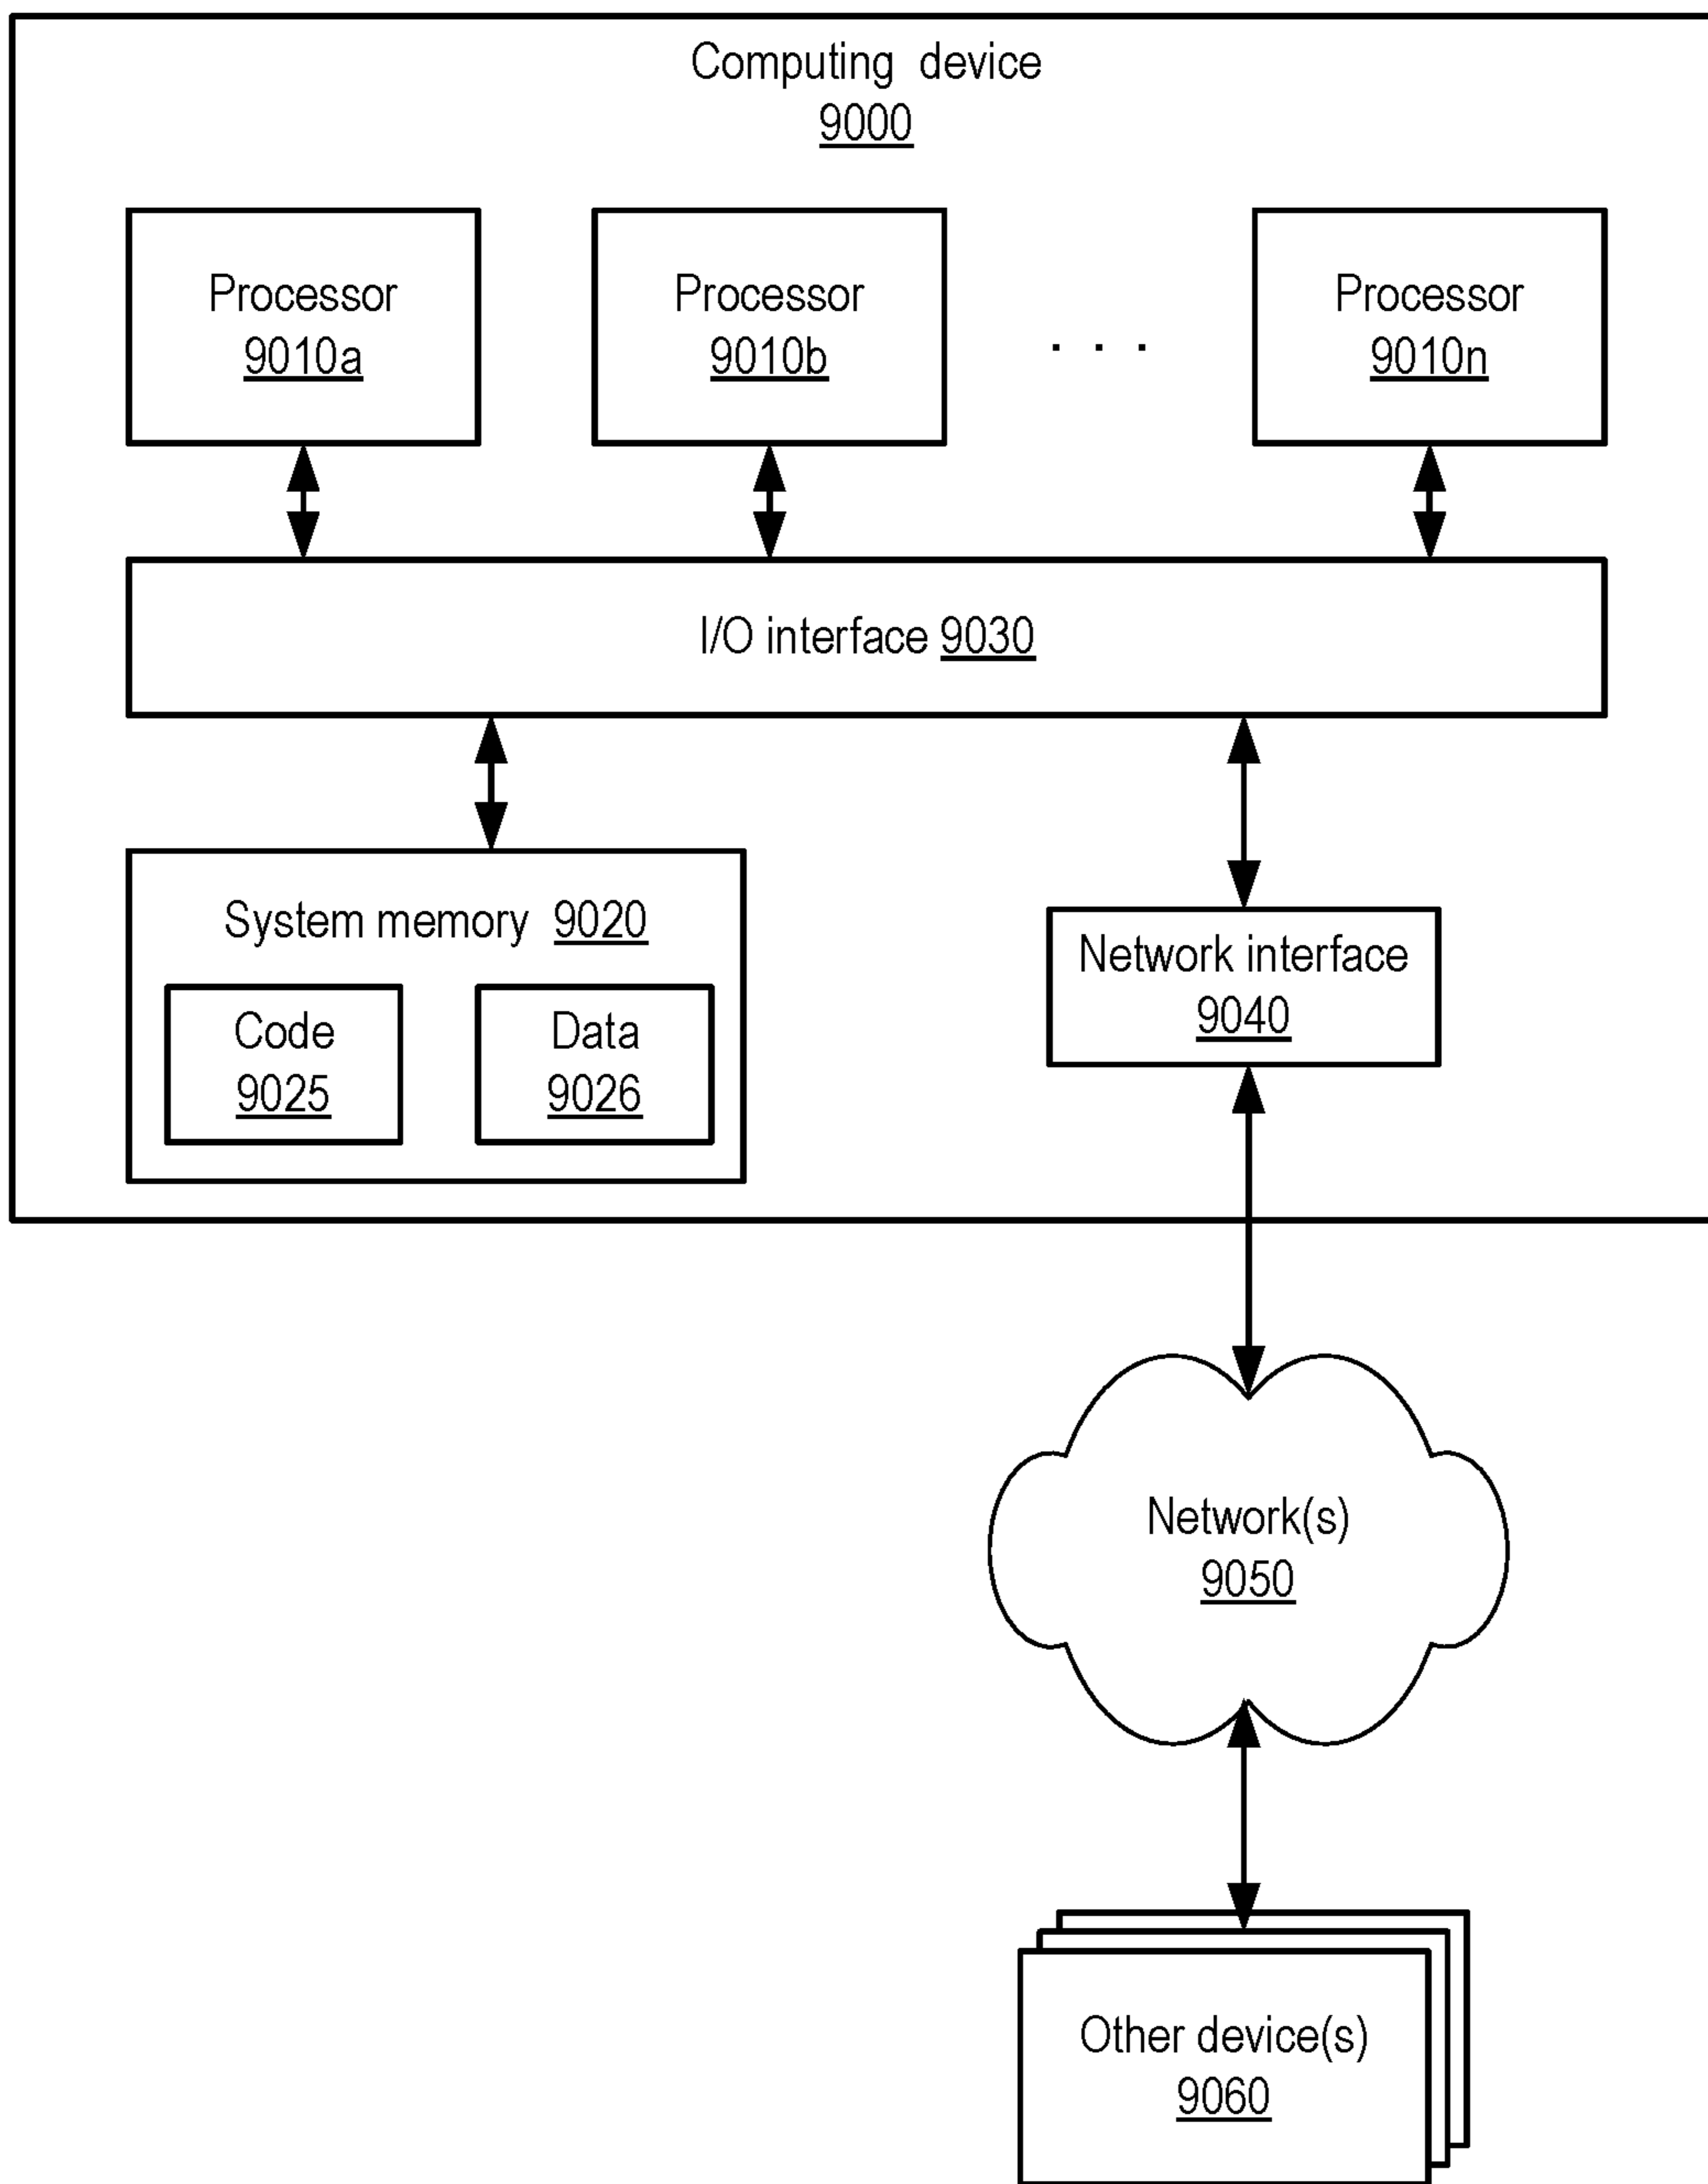 Computing device
9000
Processor
9010a
Processor
9010b
. . .
Processor
9010n
I/O interface 9030
System memory 9020
Code
9025
Data
9026
Network interface
9040
Network(s)
9050
Other device(s)
9060